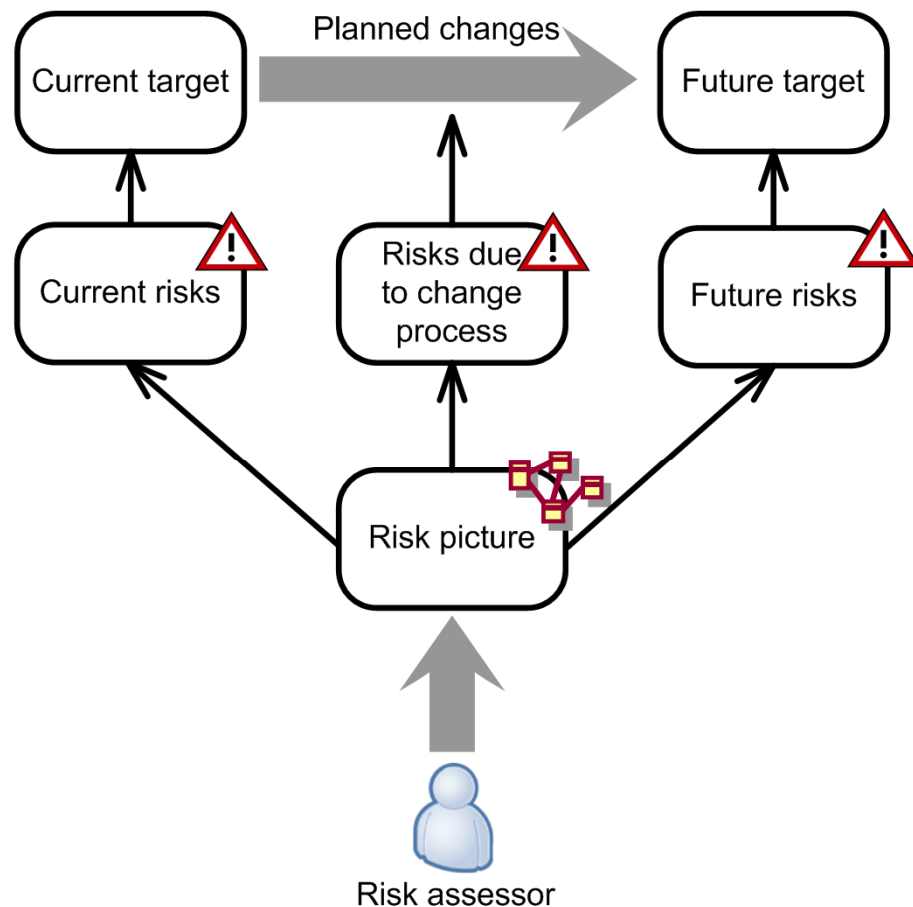 Planned changes
Current target
Future target
Current risks
Risks due
to change
process
Future risks
Risk picture
Risk assessor